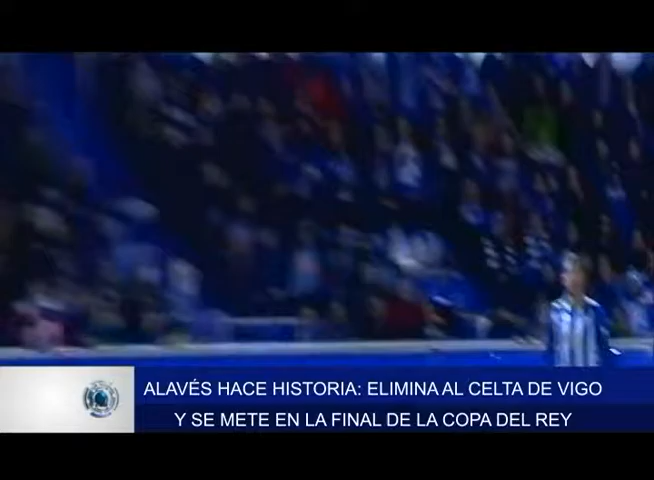 ALAVÉS HACE HISTORIA: ELIMINA AL CELTA DE VIGO
Y SE METE EN LA FINAL DE LA COPA DEL REY